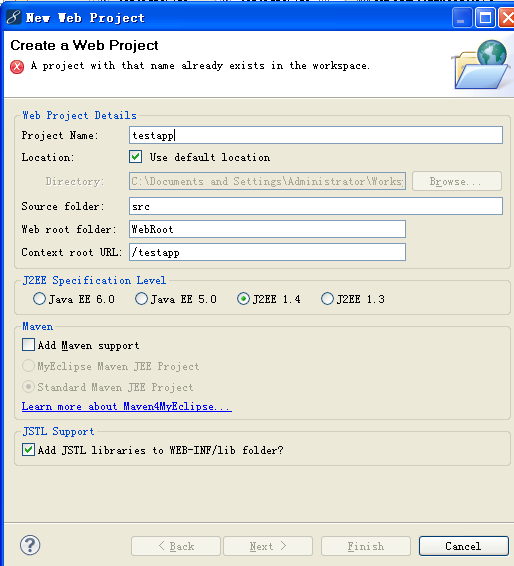 New Web Project
Create a Web Project
A project with that name already exists in the workspace.
Web Project Details
Project Name: testapp
Location: Use default location
Directory: C:\Documents and Settings\Administrator\Works
Browse...
Source folder: src
Web root folder: WebRoot
Context root URL: /testapp
J2EE Specification Level
Java EE 6.0 Java EE 5.0 J2EE 1.4 J2EE 1.3
Maven
Add Maven support
MyEclipse Maven JEE Project
Standard Maven JEE Project
Learn more about Maven4MyEclipse...
JSTL Support
Add JSTL libraries to WEB-INF/lib folder?
? < Back Next > Finish Cancel